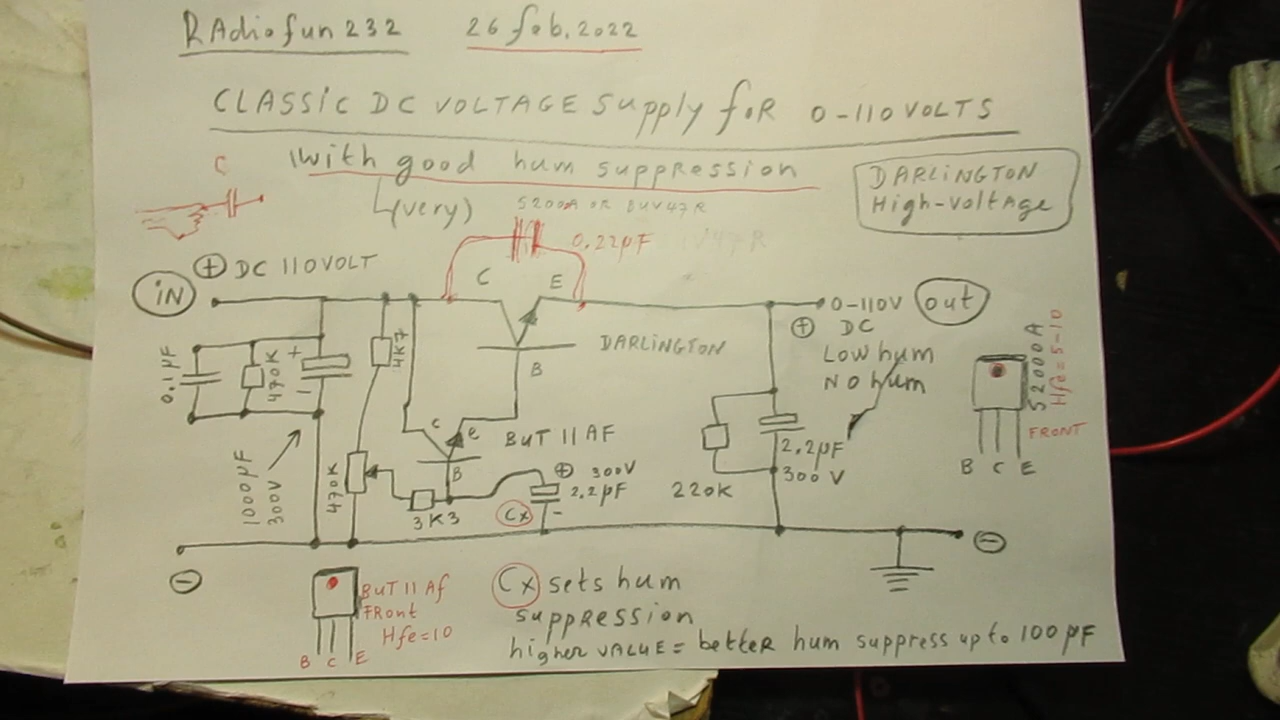 RAdiofun232 26 feb. 2022
CLASSIC DC VOLTAGE Supply foR 0-110 VOLTS
With good hum suppression
(very)
DARLINGTON
High-Voltage
C
S2000A OR BUV47R
0.22µF
IN
+ DC 110VOLT
C E
B
DARLINGTON
0-110V out
+ DC
Low hum
No hum
0.1µF
470K
+
1000µF
300V
4K7
470K
C e
B
BUT 11 AF
3K3
+ 300V
2.2µF
Cx -
220K
2.2µF
300V
S2000A
Hfe=5-10
FRONT
B C E
-
-
BUT 11 Af
FRont
Hfe=10
B C E
Cx sets hum
suppRession
higher VALUE = betteR hum suppress up to 100µF